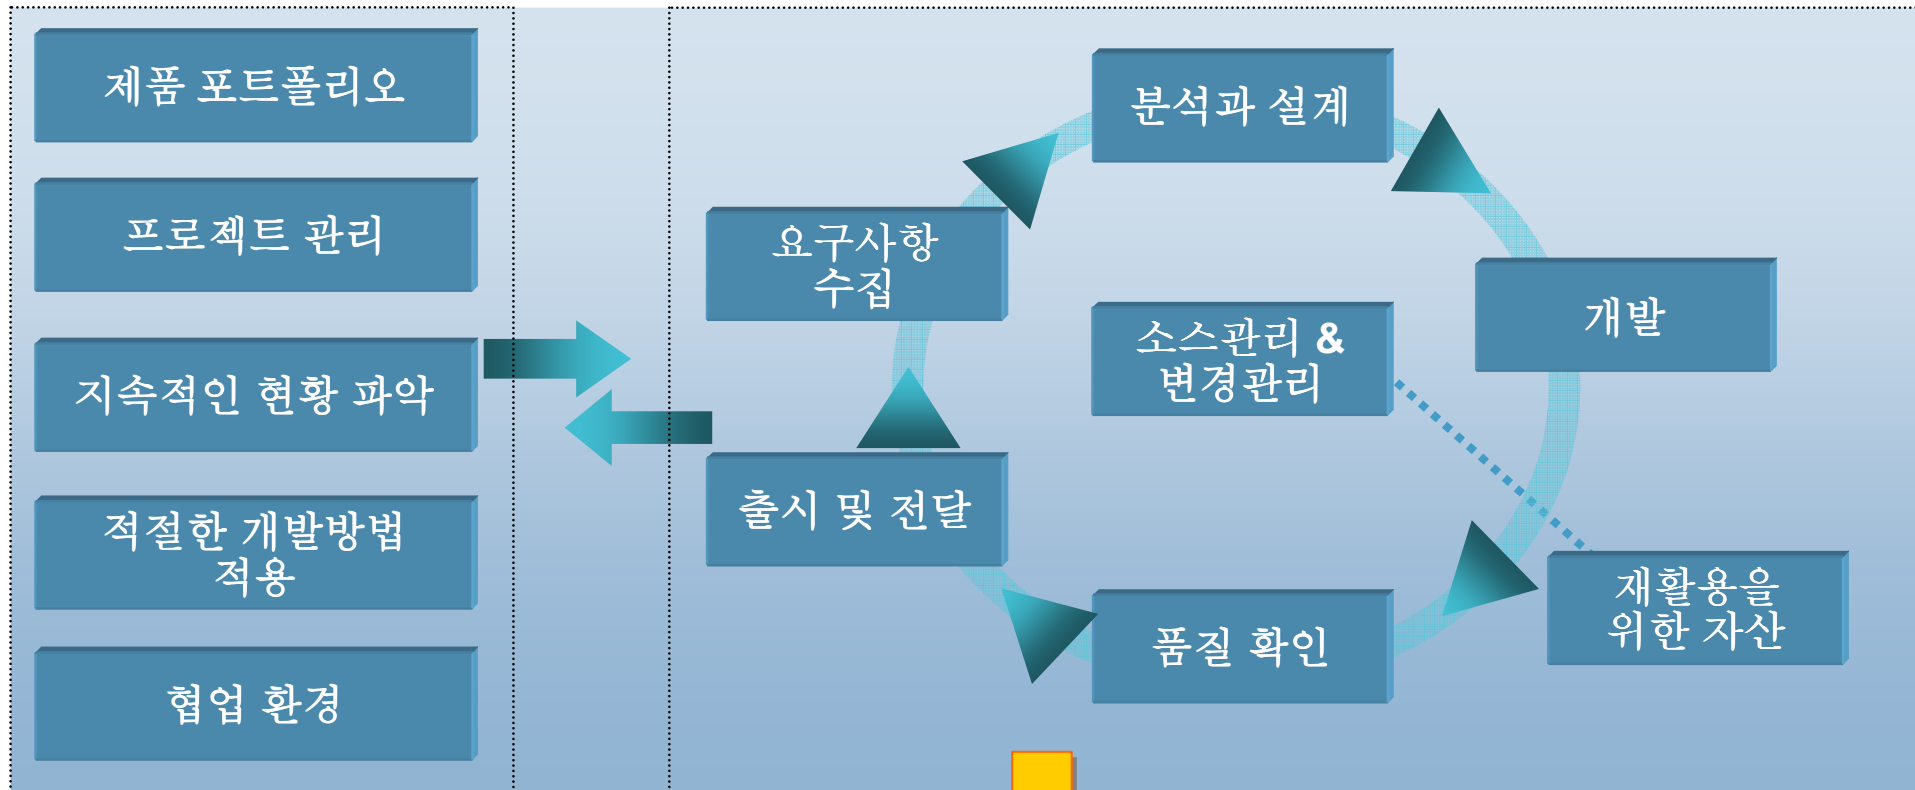 제품 포트폴리오
프로젝트 관리
지속적인 현황 파악
적절한 개발방법
적용
협업 환경
분석과 설계
요구사항
수집
개발
소스관리 &
변경관리
출시 및 전달
재활용을
위한 자산
품질 확인